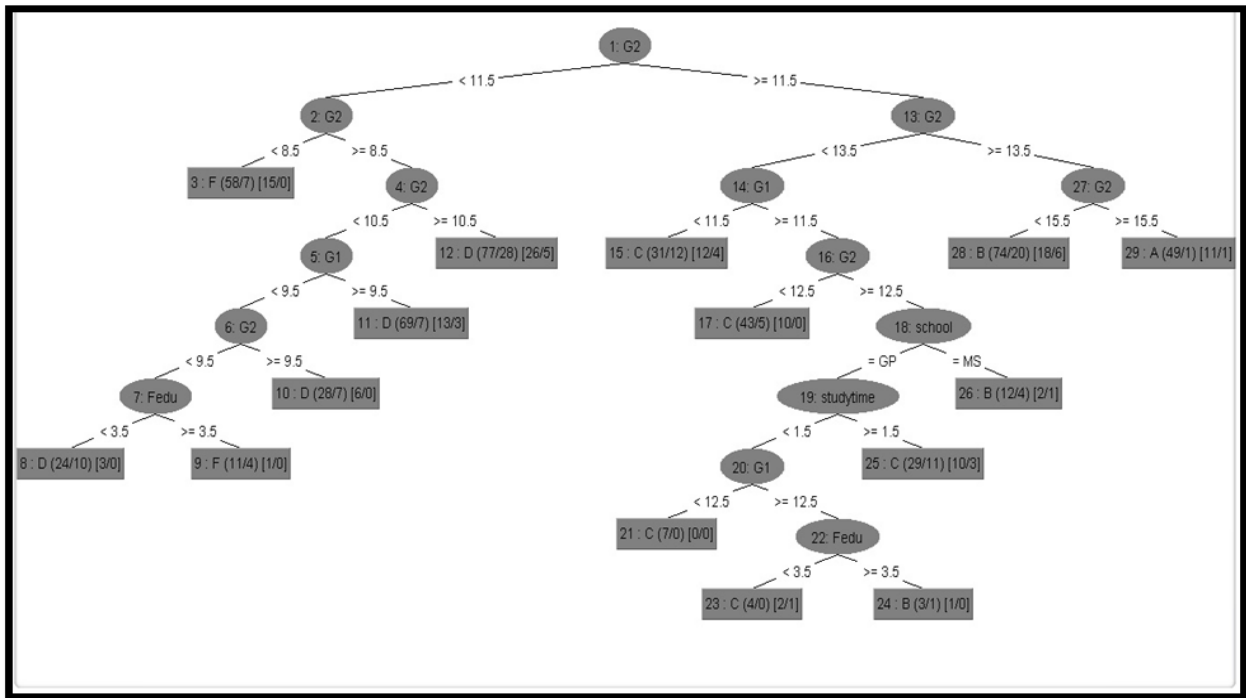 1: G2
< 11.5 >= 11.5
2: G2 13: G2
< 8.5 >= 8.5 < 13.5 >= 13.5
3 : F (58/7) [15/0] 4: G2 14: G1 27: G2
< 10.5 >= 10.5 < 11.5 >= 11.5 < 15.5 >= 15.5
5: G1 12 : D (77/28) [26/5] 15 : C (31/12) [12/4] 16: G2 28 : B (74/20) [18/6] 29 : A (49/1) [11/1]
< 9.5 >= 9.5 < 12.5 >= 12.5
6: G2 11 : D (69/7) [13/3] 17 : C (43/5) [10/0] 18: school
< 9.5 >= 9.5 = GP = MS
7: Fedu 10 : D (28/7) [6/0] 19: studytime 26 : B (12/4) [2/1]
< 3.5 >= 3.5 < 1.5 >= 1.5
8 : D (24/10) [3/0] 9 : F (11/4) [1/0] 20: G1 25 : C (29/11) [10/3]
< 12.5 >= 12.5
21 : C (7/0) [0/0] 22: Fedu
< 3.5 >= 3.5
23 : C (4/0) [2/1] 24 : B (3/1) [1/0]